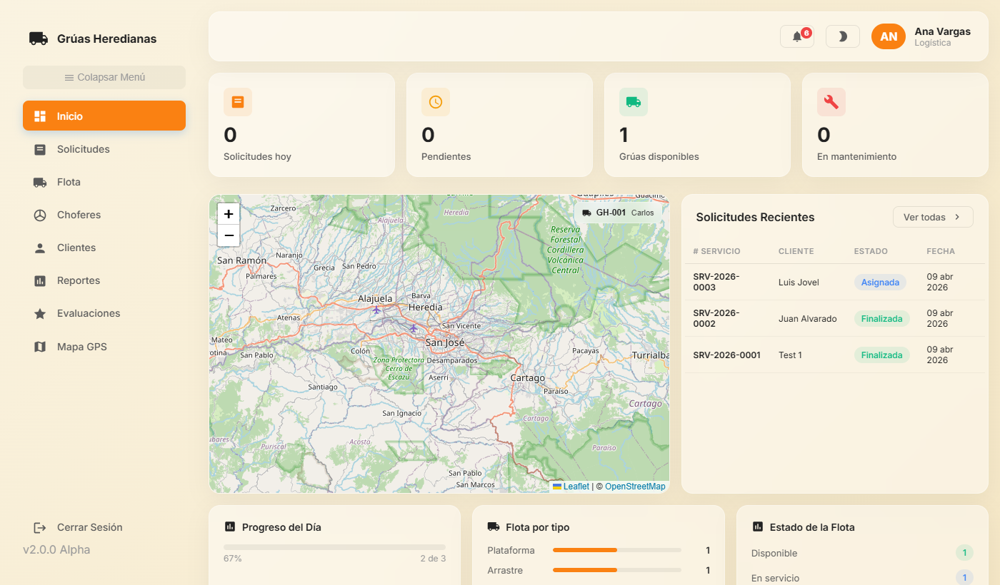 Grúas Heredianas
Colapsar Menú
Inicio
Solicitudes
Flota
Choferes
Clientes
Reportes
Evaluaciones
Mapa GPS
Cerrar Sesión
v2.0.0 Alpha
6
AN
Ana Vargas
Logística
0
Solicitudes hoy
0
Pendientes
1
Grúas disponibles
0
En mantenimiento
+
−
GH-001 Carlos
Zarcero
Alajuela
Heredia
Reserva
Forestal
Cordillera
Volcánica
Central
San Ramón
Naranjo
Palmares
Grecia
San Pedro
Alajuela
Barva
Heredia
Atenas
San Vicente
Mateo
San José
San Pablo
Colón
Zona Protectora
Cerro de
Escazú
Desamparados
Aserrí
Pacayas
Turrialba
Cartago
Paraíso
Santiago
San Ignacio
Cartago
Cartago
Acosta
Puriscal
Paraíso
San Pablo
San Marcos
Leaflet | © OpenStreetMap
Solicitudes Recientes
Ver todas
# SERVICIO CLIENTE ESTADO FECHA
SRV-2026-0003 Luis Jovel Asignada 09 abr 2026
SRV-2026-0002 Juan Alvarado Finalizada 09 abr 2026
SRV-2026-0001 Test 1 Finalizada 09 abr 2026
Progreso del Día
67% 2 de 3
Flota por tipo
Plataforma 1
Arrastre 1
Estado de la Flota
Disponible 1
En servicio 1